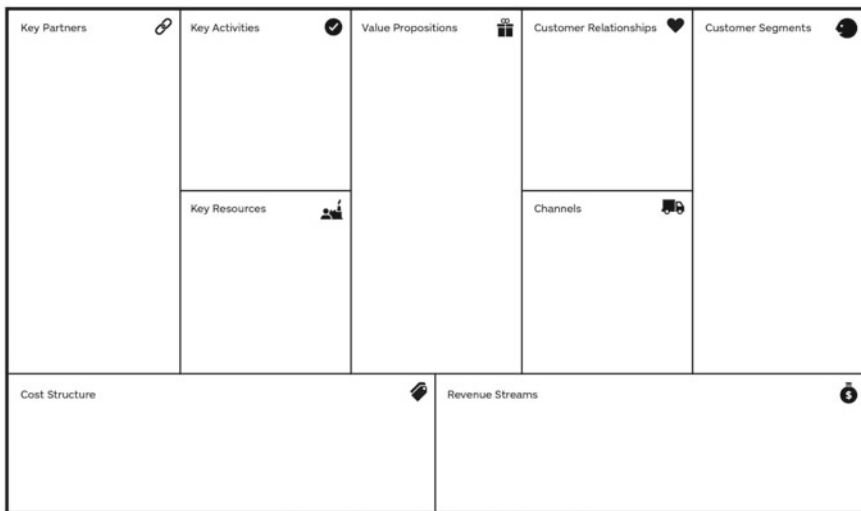 Key Partners
Key Activities
Value Propositions
Customer Relationships
Customer Segments
Key Resources
Channels
Cost Structure
Revenue Streams
$